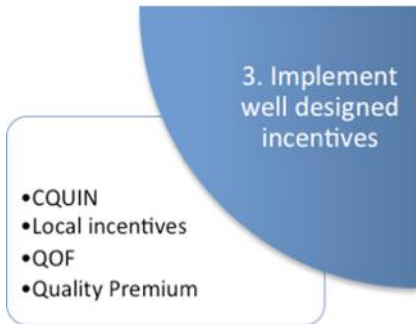 3. Implement
well designed
incentives
•CQUIN
•Local incentives
•QOF
•Quality Premium